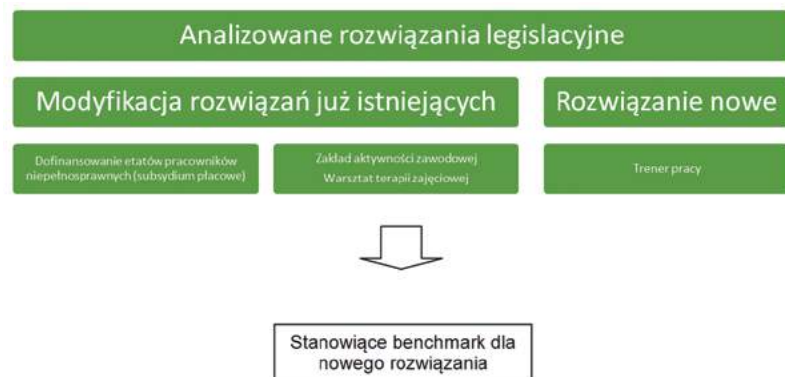 Analizowane rozwiązania legislacyjne
Modyfikacja rozwiązań już istniejących
Rozwiązanie nowe
Dofinansowanie etatów pracowników
niepełnosprawnych (subsydium płacowe)
Zakład aktywności zawodowej
Warsztat terapii zajęciowej
Trener pracy
Stanowiące benchmark dla
nowego rozwiązania